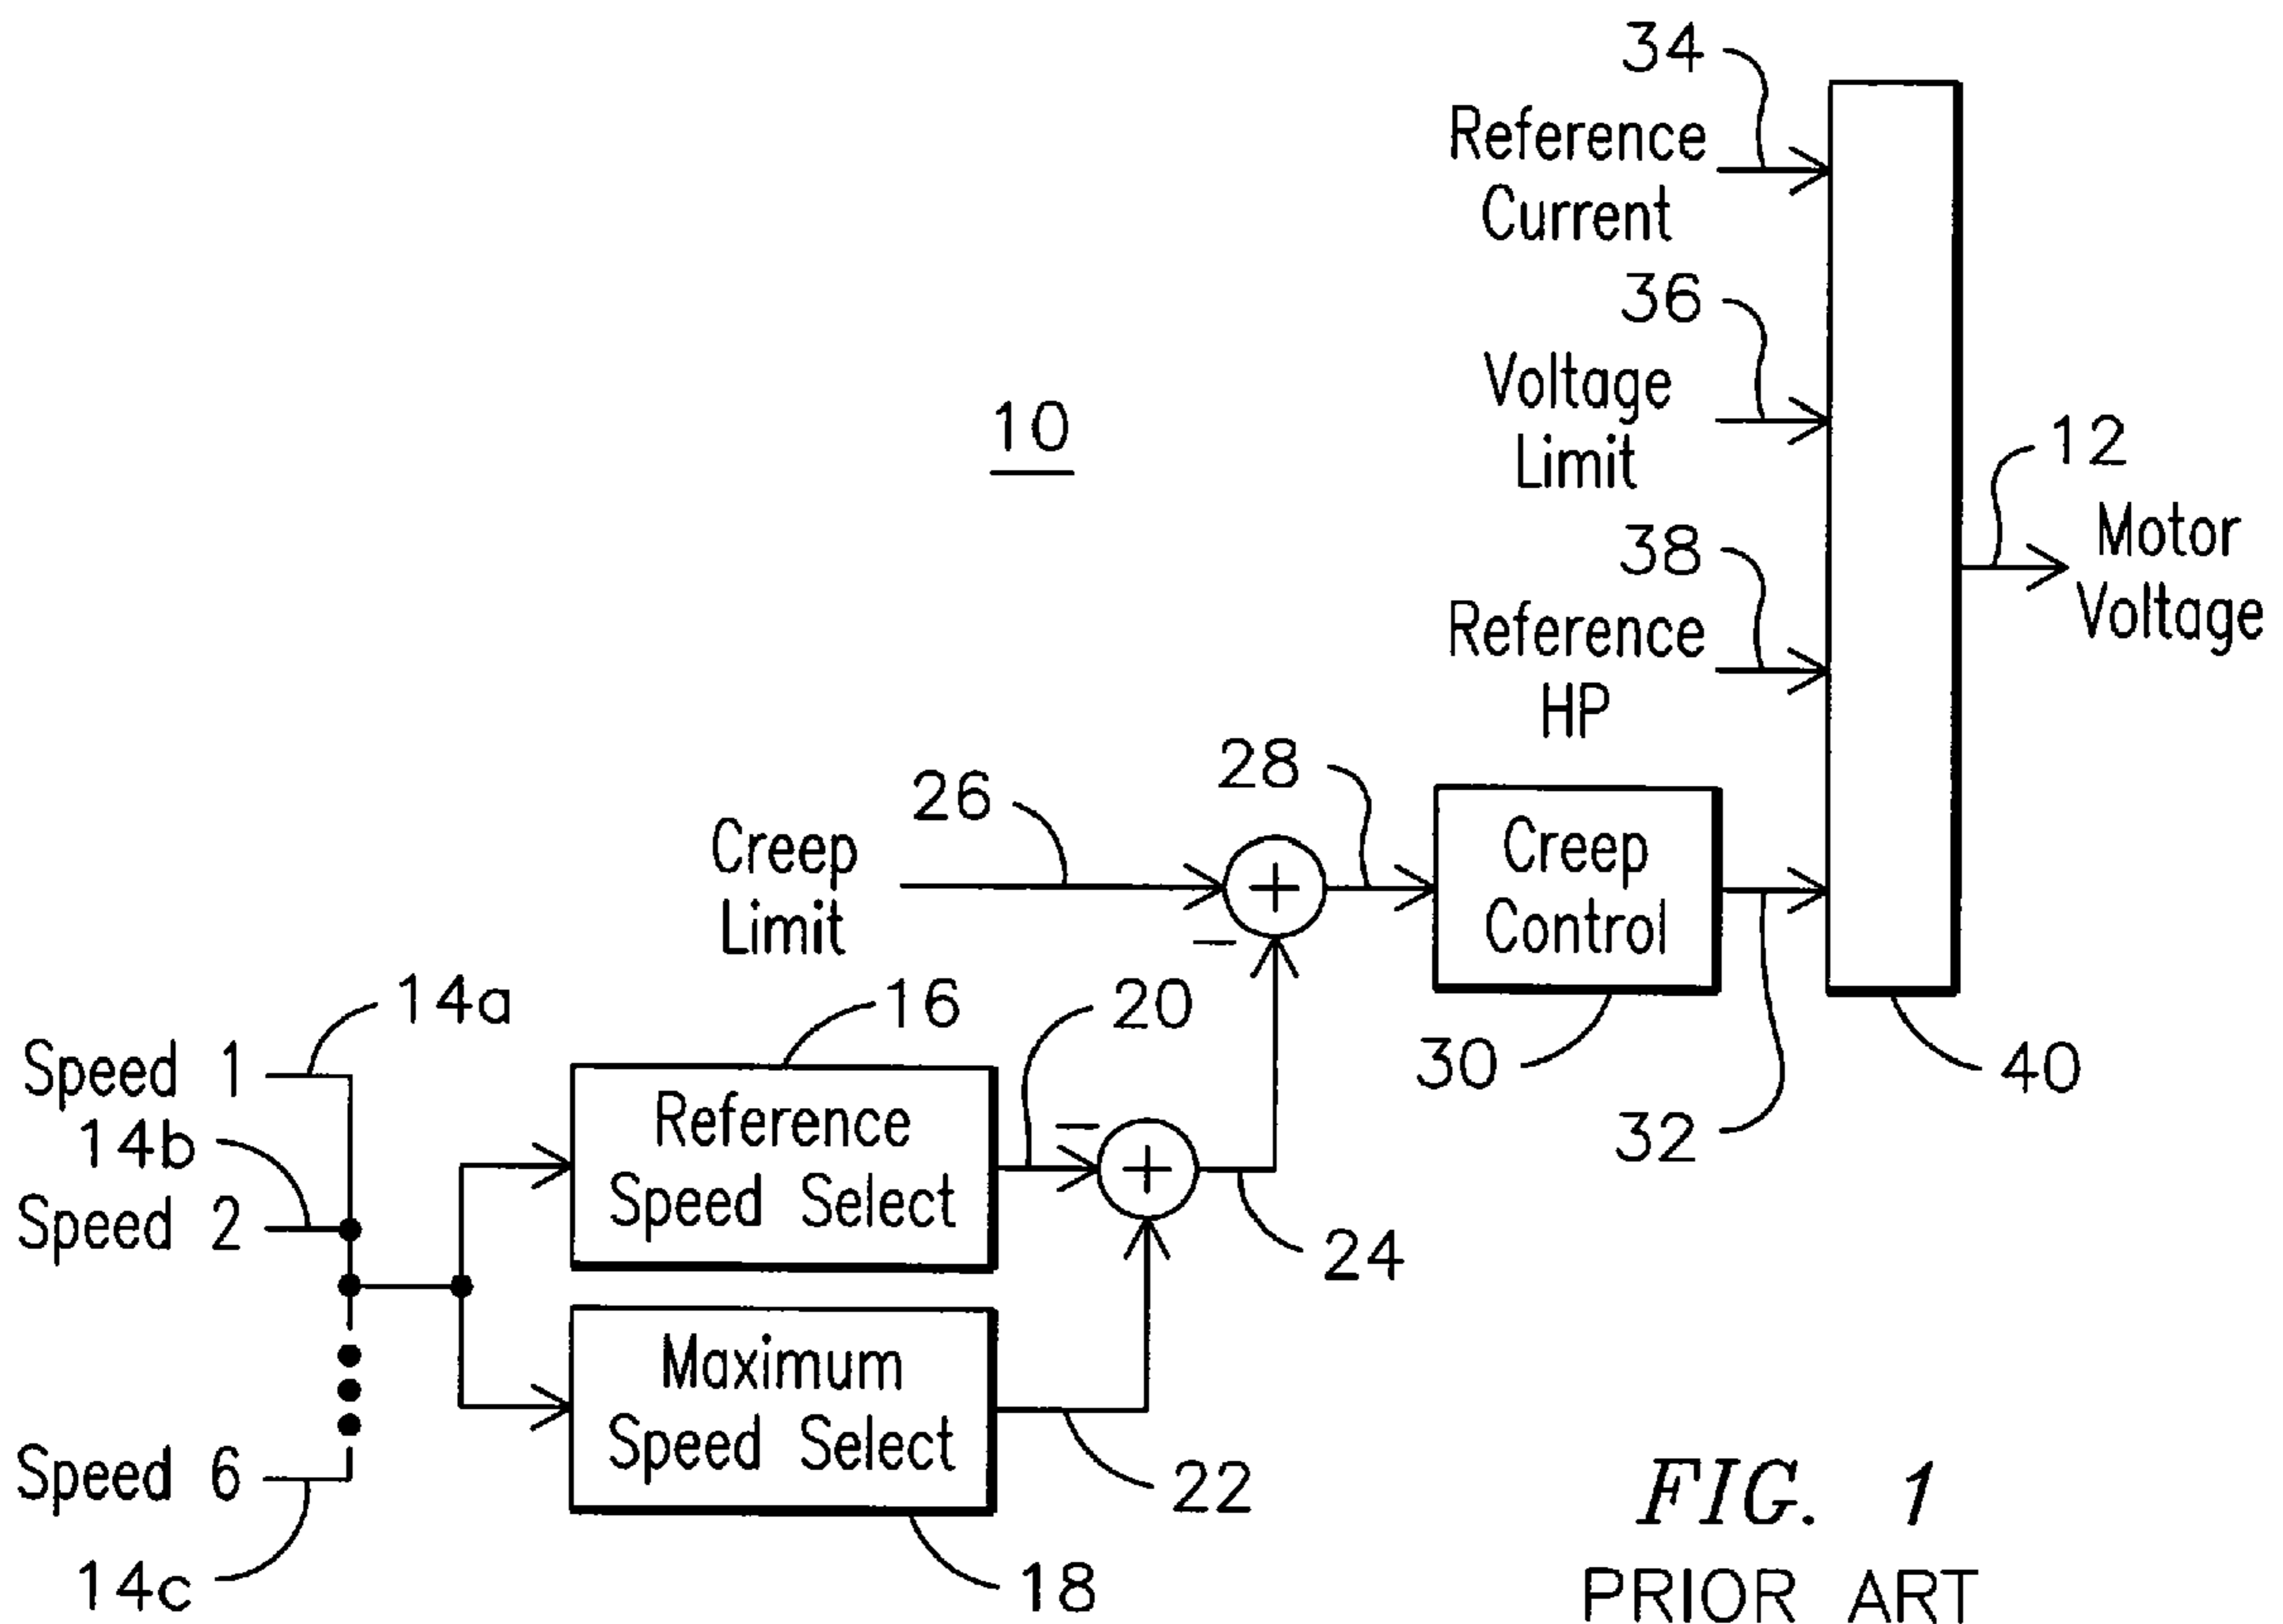 34
Reference
Current
36
Voltage
Limit
10
12
Motor
Voltage
38
Reference
HP
26
28
Creep
Limit
+
−
Creep
Control
14a
16
20
30
40
Speed 1
32
14b
Reference
Speed Select
−
+
Speed 2
24
Maximum
Speed Select
Speed 6
22
14c
18
FIG. 1
PRIOR ART